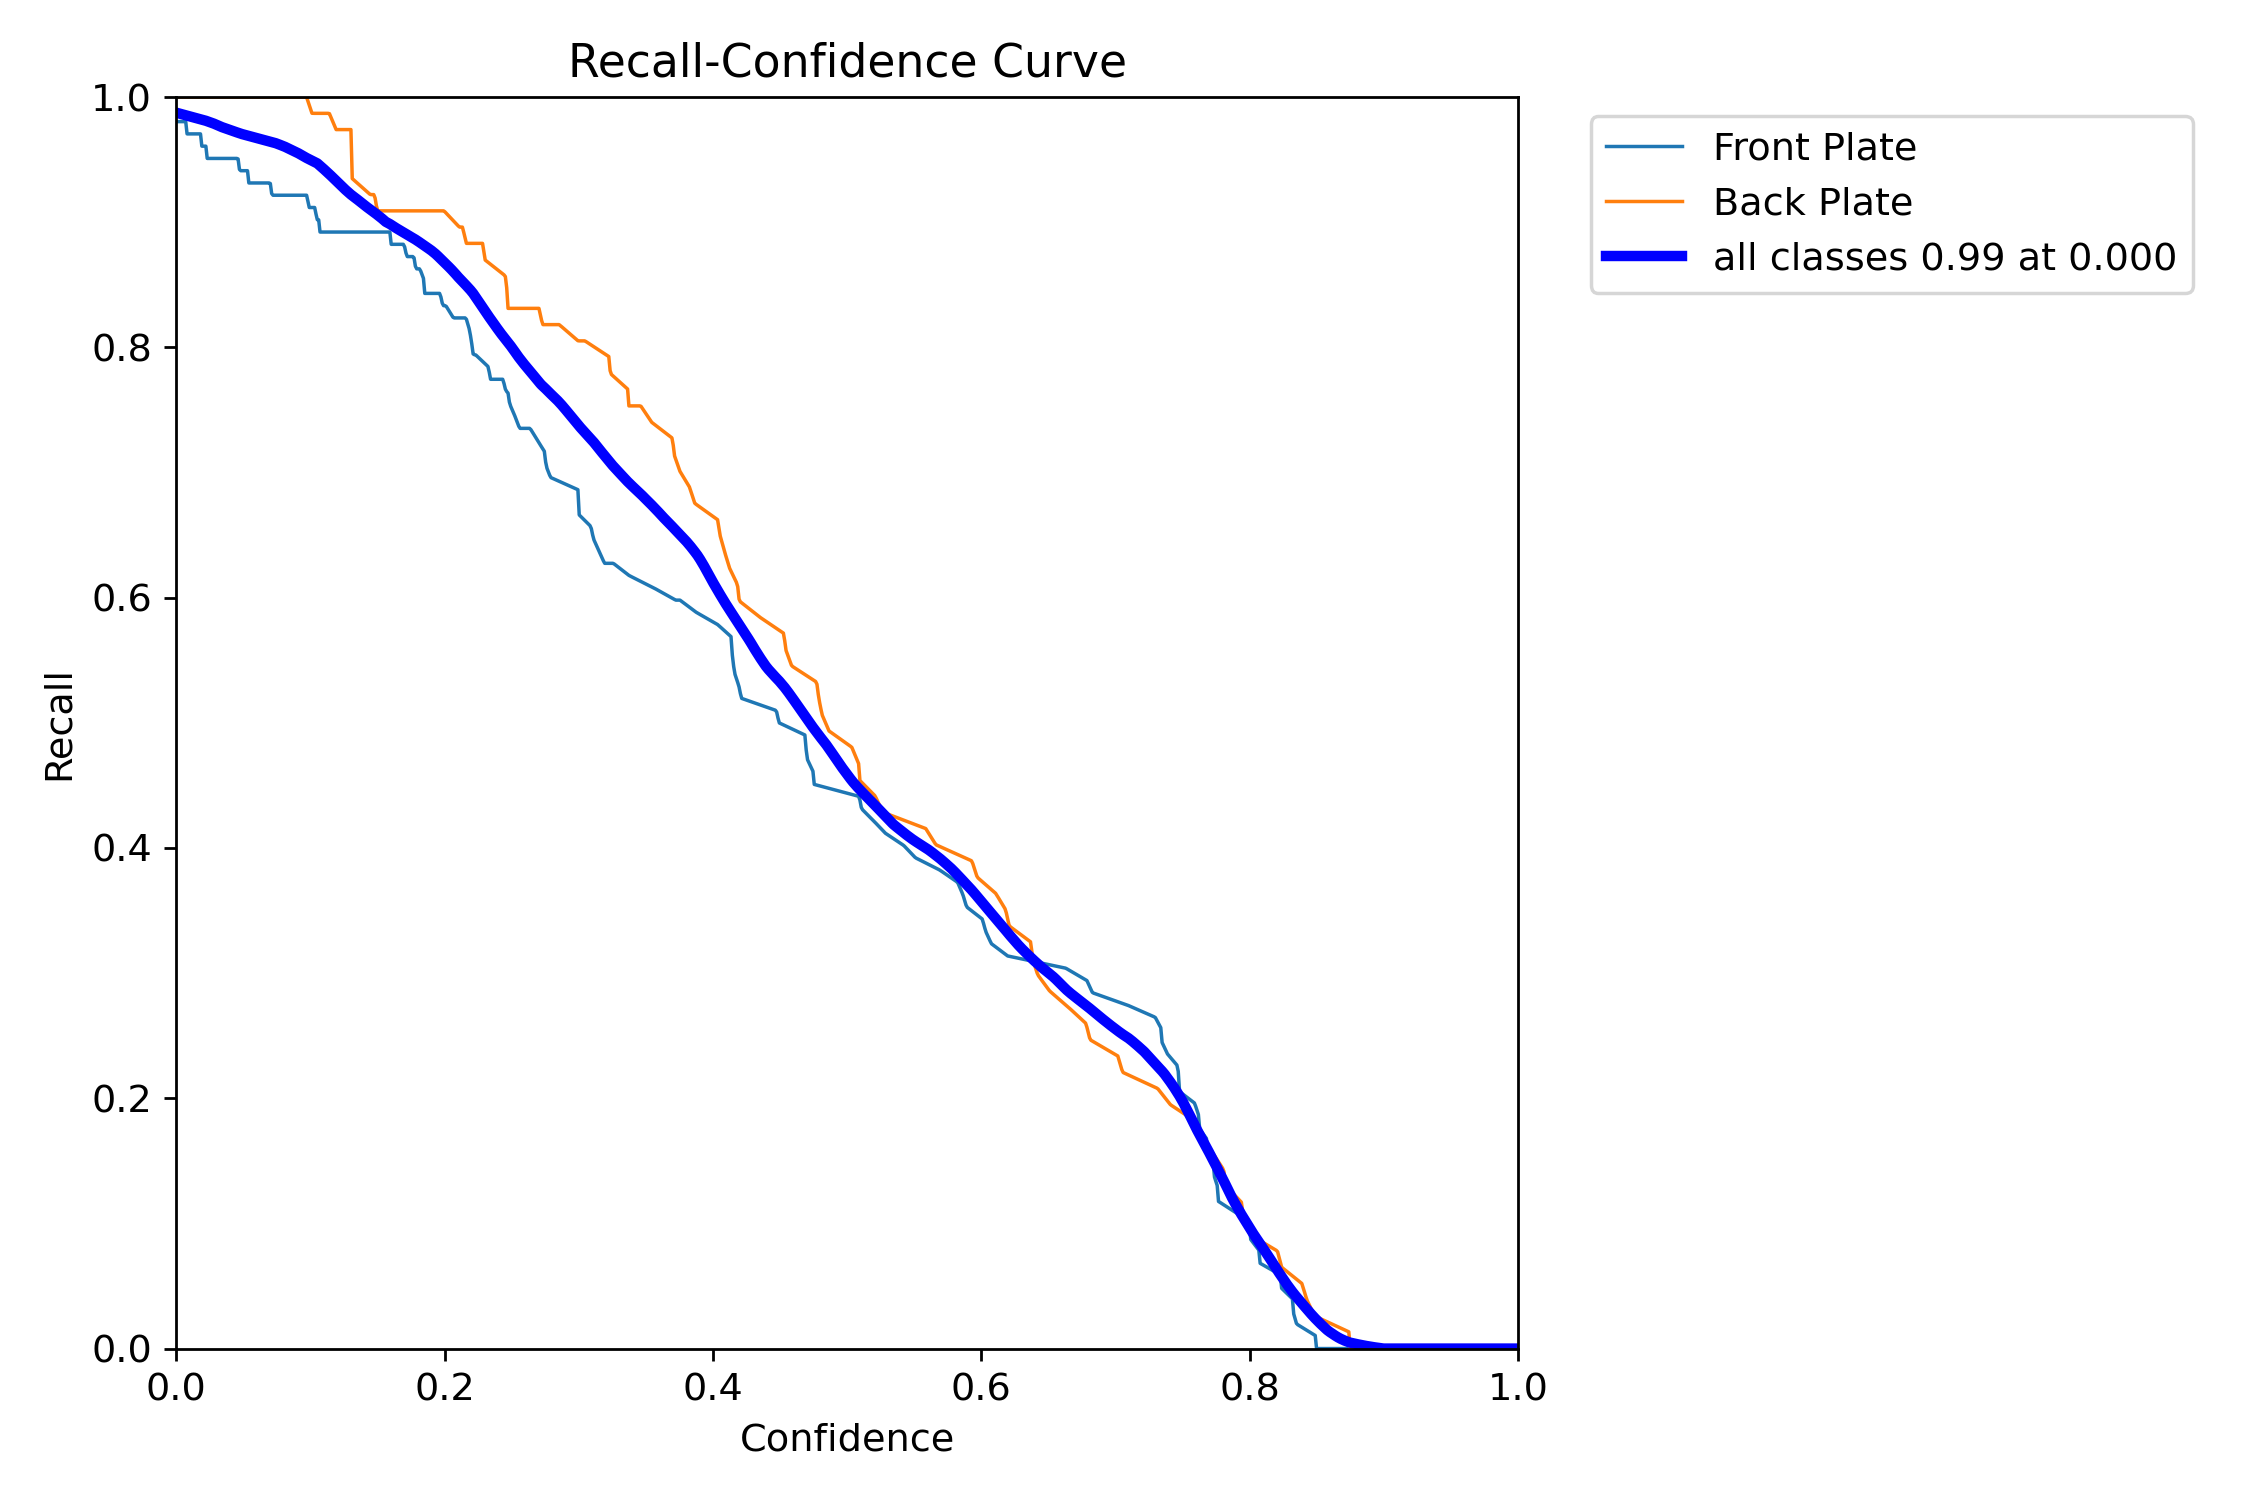 Recall-Confidence Curve
1.0
0.8
0.6
0.4
0.2
0.0
Recall
0.0 0.2 0.4 0.6 0.8 1.0
Confidence
Front Plate
Back Plate
all classes 0.99 at 0.000